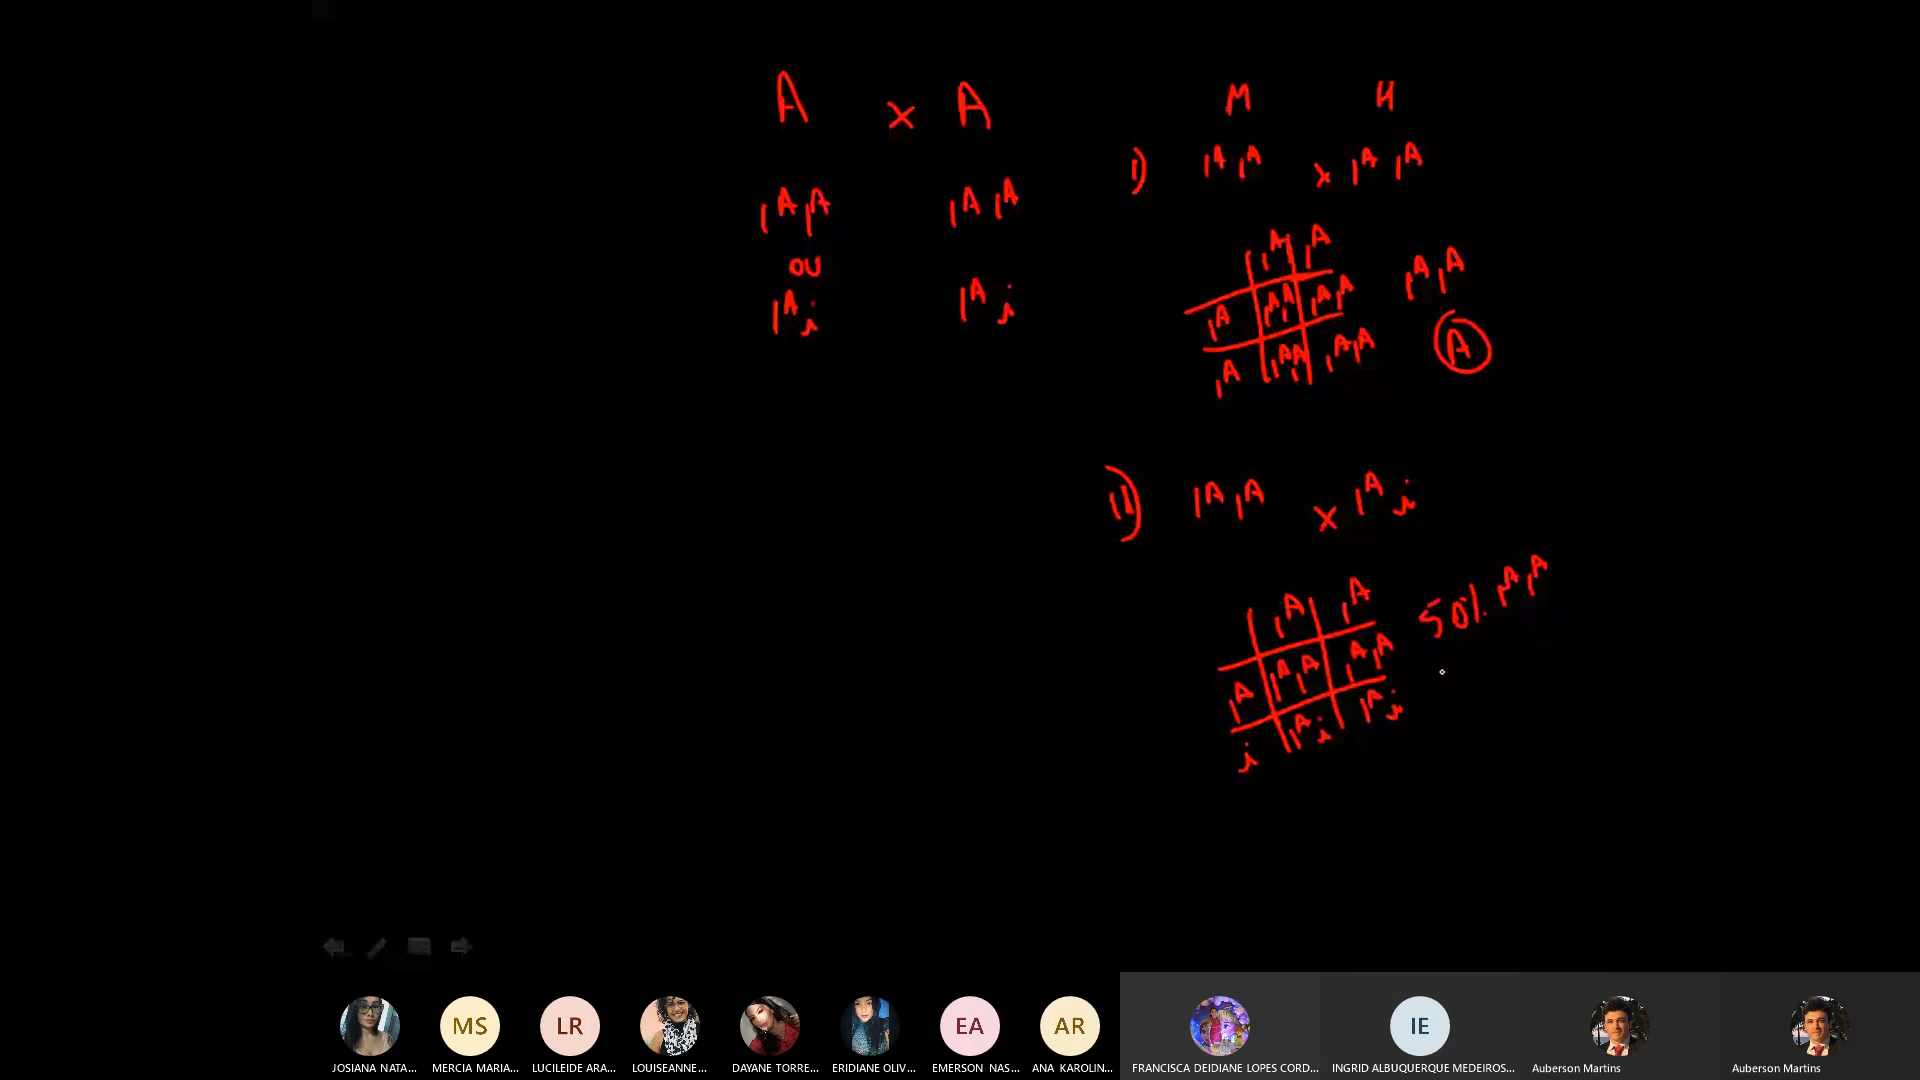 A x A
IᴬIᴬ IᴬIᴬ
OU
Iᴬi Iᴬi
M H
I) IᴬIᴬ x IᴬIᴬ
Iᴬ Iᴬ
Iᴬ IᴬIᴬ IᴬIᴬ
Iᴬ IᴬIᴬ IᴬIᴬ
IᴬIᴬ
A
II) IᴬIᴬ x Iᴬi
Iᴬ Iᴬ
Iᴬ IᴬIᴬ IᴬIᴬ
i Iᴬi Iᴬi
50% IᴬIᴬ
MS LR EA AR IE
JOSIANA NATA... MERCIA MARIA... LUCILEIDE ARA... LOUISEANNE... DAYANE TORRE... ERIDIANE OLIV... EMERSON NAS... ANA KAROLIN... FRANCISCA DEIDIANE LOPES CORD... INGRID ALBUQUERQUE MEDEIROS... Auberson Martins Auberson Martins